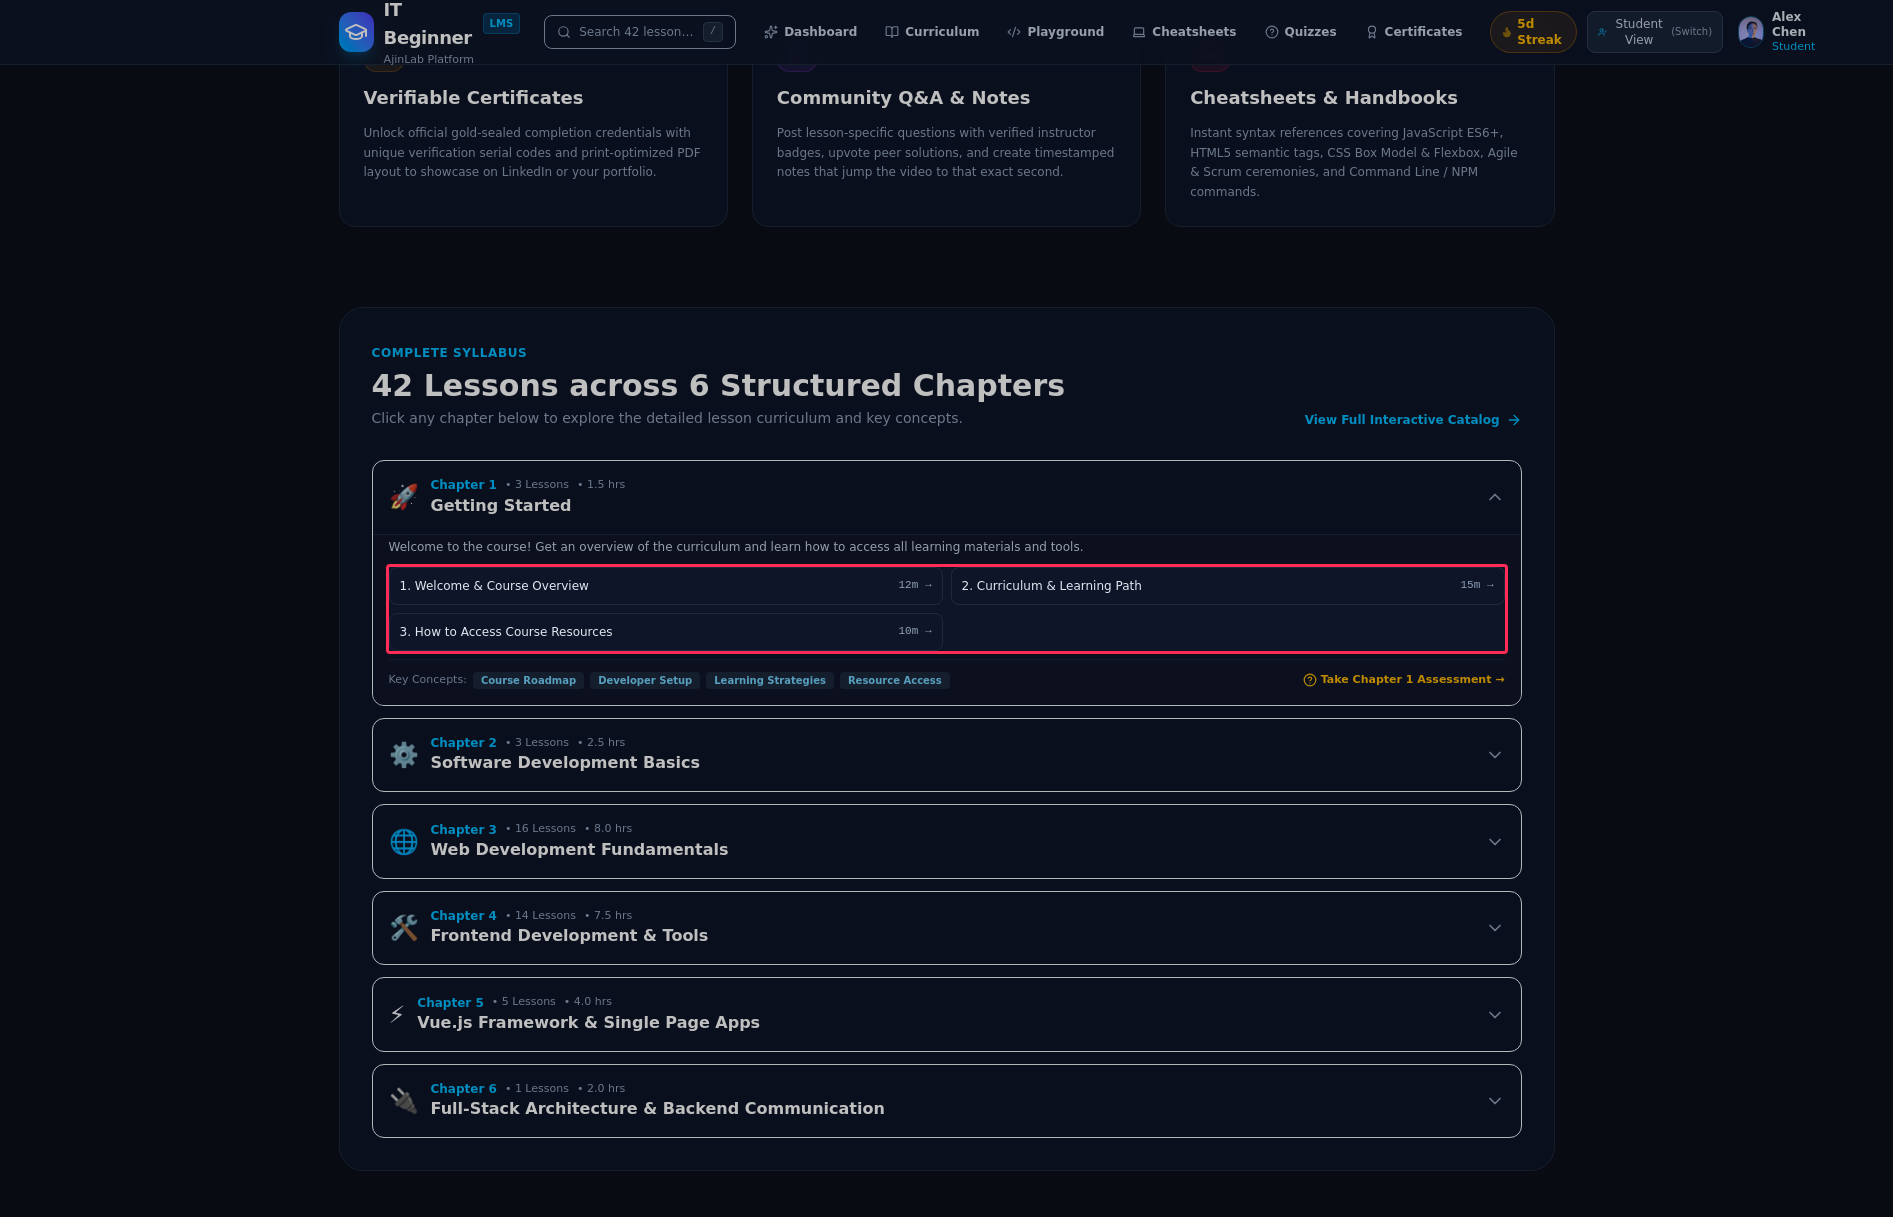 IT
Beginner
LMS
AjinLab Platform
Search 42 lesson... /
Dashboard
Curriculum
Playground
Cheatsheets
Quizzes
Certificates
5d
Streak
Student
View
(Switch)
Alex
Chen
Student
Verifiable Certificates
Unlock official gold-sealed completion credentials with
unique verification serial codes and print-optimized PDF
layout to showcase on LinkedIn or your portfolio.
Community Q&A & Notes
Post lesson-specific questions with verified instructor
badges, upvote peer solutions, and create timestamped
notes that jump the video to that exact second.
Cheatsheets & Handbooks
Instant syntax references covering JavaScript ES6+,
HTML5 semantic tags, CSS Box Model & Flexbox, Agile
& Scrum ceremonies, and Command Line / NPM
commands.
COMPLETE SYLLABUS
42 Lessons across 6 Structured Chapters
Click any chapter below to explore the detailed lesson curriculum and key concepts.
View Full Interactive Catalog →
Chapter 1 • 3 Lessons • 1.5 hrs
Getting Started
Welcome to the course! Get an overview of the curriculum and learn how to access all learning materials and tools.
1. Welcome & Course Overview 12m →
2. Curriculum & Learning Path 15m →
3. How to Access Course Resources 10m →
Key Concepts: Course Roadmap Developer Setup Learning Strategies Resource Access
Take Chapter 1 Assessment →
Chapter 2 • 3 Lessons • 2.5 hrs
Software Development Basics
Chapter 3 • 16 Lessons • 8.0 hrs
Web Development Fundamentals
Chapter 4 • 14 Lessons • 7.5 hrs
Frontend Development & Tools
Chapter 5 • 5 Lessons • 4.0 hrs
Vue.js Framework & Single Page Apps
Chapter 6 • 1 Lessons • 2.0 hrs
Full-Stack Architecture & Backend Communication